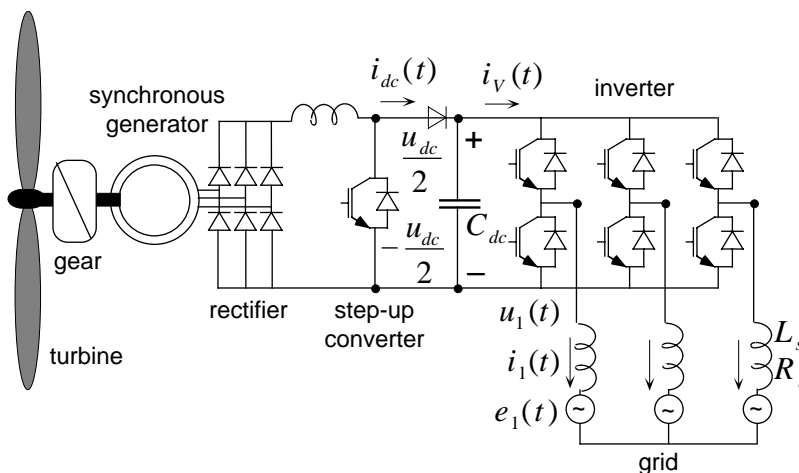 i_dc(t)
i_V(t)
inverter
synchronous
generator
u_dc
2
+
C_dc
- u_dc
2
−
gear
rectifier
step-up
converter
turbine
u_1(t)
i_1(t)
e_1(t)
~
~
~
L
R
grid